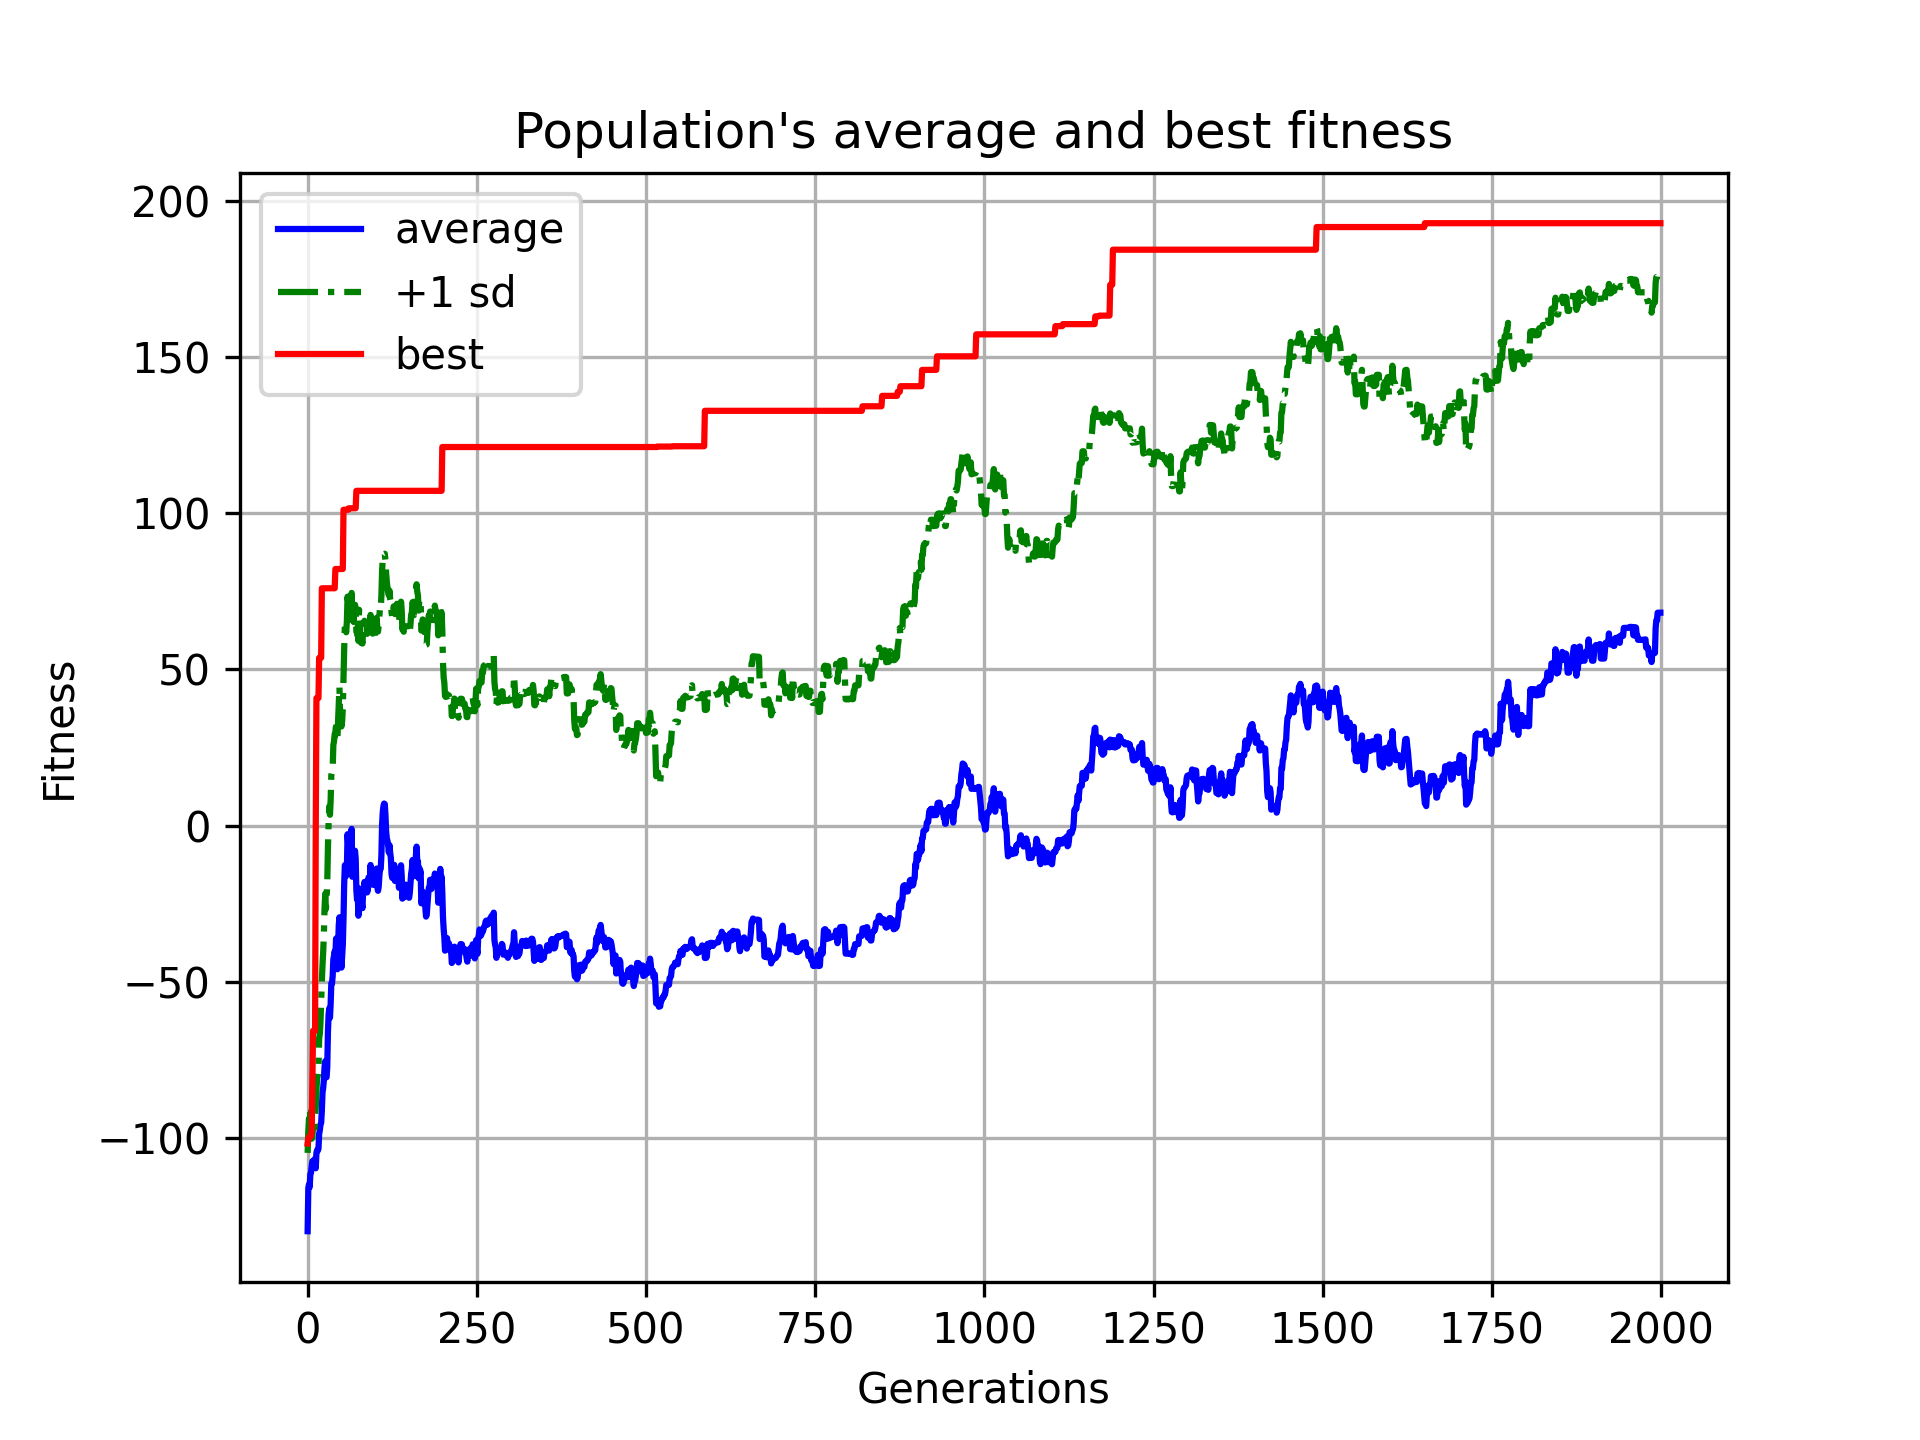 Population's average and best fitness
average
+1 sd
best
Fitness
200
150
100
50
0
−50
−100
0 250 500 750 1000 1250 1500 1750 2000
Generations